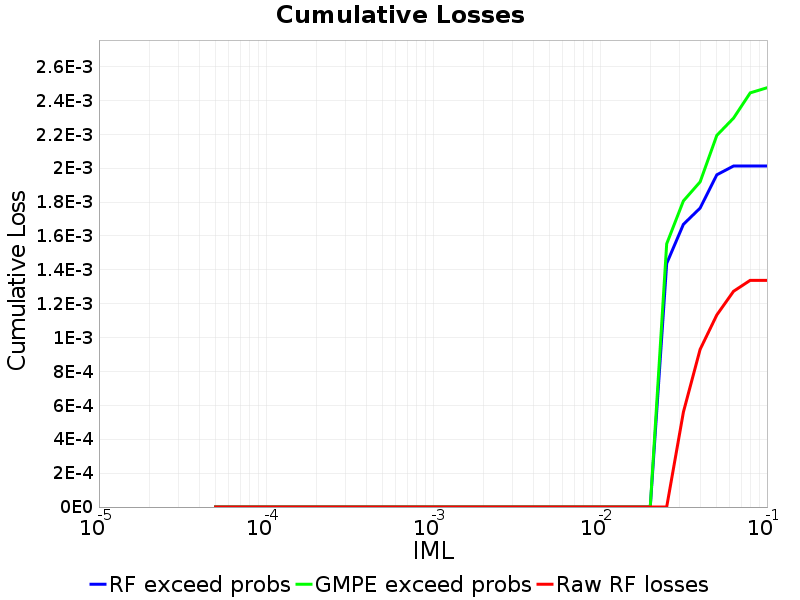 Cumulative Losses
2.6E-3
2.4E-3
2.2E-3
2E-3
1.8E-3
1.6E-3
1.4E-3
1.2E-3
1E-3
8E-4
6E-4
4E-4
2E-4
0E0
Cumulative Loss
10-5 10-4 10-3 10-2 10-1
IML
RF exceed probs GMPE exceed probs Raw RF losses